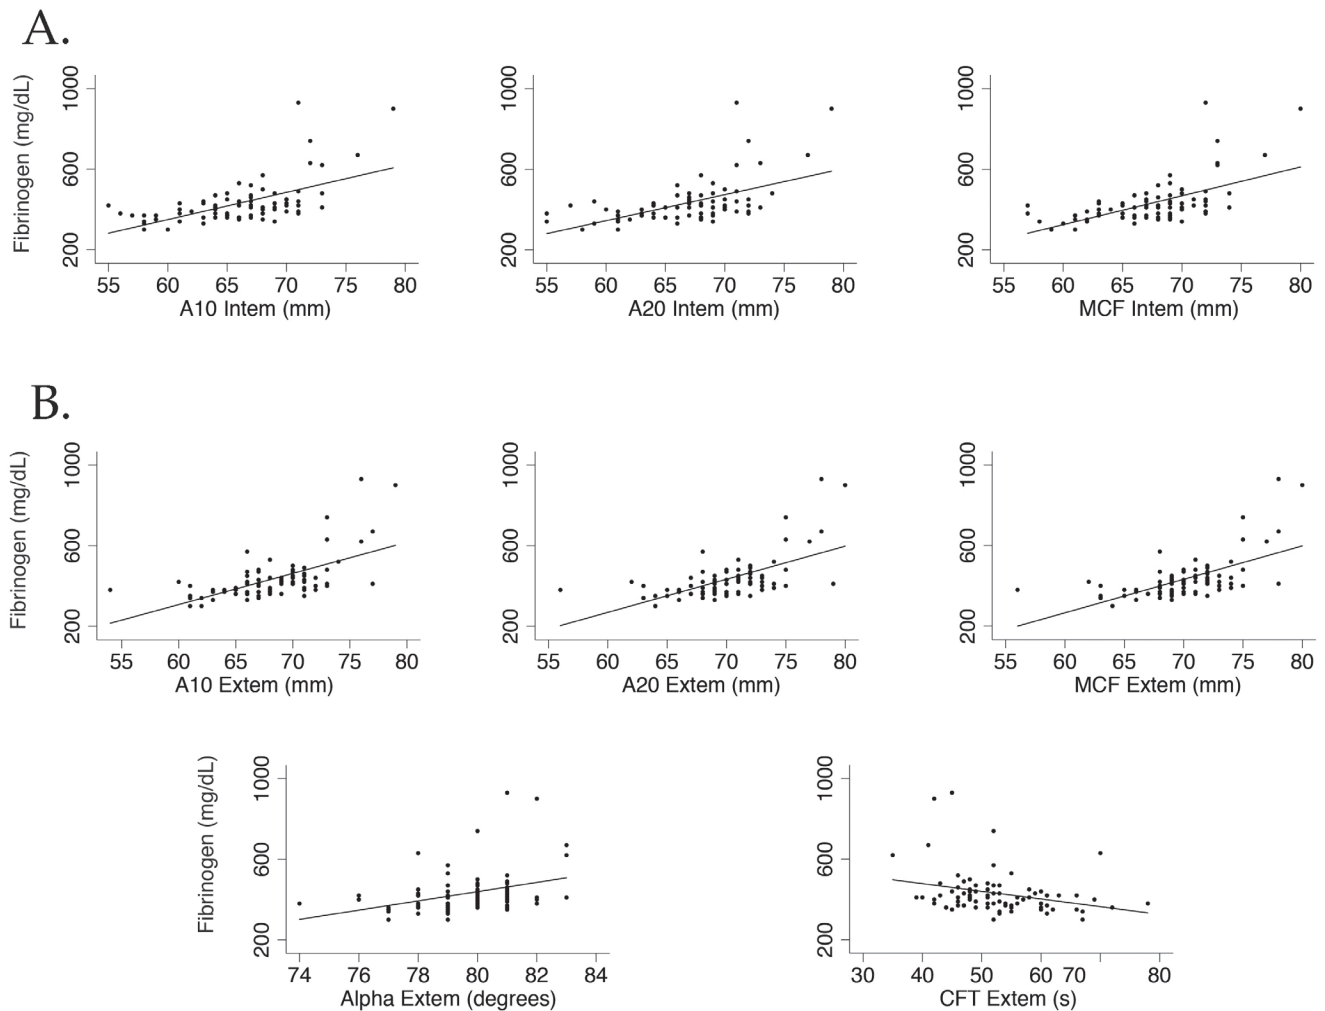 A.
Fibrinogen (mg/dL)
1000
600
200
55 60 65 70 75 80
A10 Intem (mm)
1000
600
200
55 60 65 70 75 80
A20 Intem (mm)
1000
600
200
55 60 65 70 75 80
MCF Intem (mm)
B.
Fibrinogen (mg/dL)
1000
600
200
55 60 65 70 75 80
A10 Extem (mm)
1000
600
200
55 60 65 70 75 80
A20 Extem (mm)
1000
600
200
55 60 65 70 75 80
MCF Extem (mm)
Fibrinogen (mg/dL)
1000
600
200
74 76 78 80 82 84
Alpha Extem (degrees)
1000
600
200
30 40 50 60 70 80
CFT Extem (s)